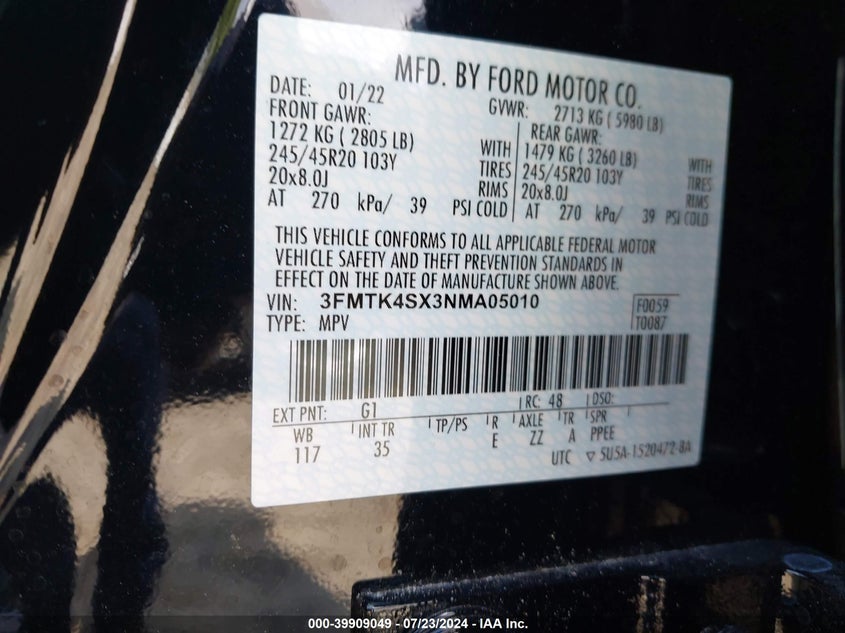 MFD. BY FORD MOTOR CO.
DATE: 01/22 GVWR: 2713 KG ( 5980 LB)
FRONT GAWR: REAR GAWR:
1272 KG ( 2805 LB) WITH 1479 KG ( 3260 LB) WITH
245/45R20 103Y TIRES 245/45R20 103Y TIRES
20x8.0J RIMS 20x8.0J RIMS
AT 270 kPa/ 39 PSI COLD AT 270 kPa/ 39 PSI COLD
THIS VEHICLE CONFORMS TO ALL APPLICABLE FEDERAL MOTOR
VEHICLE SAFETY AND THEFT PREVENTION STANDARDS IN
EFFECT ON THE DATE OF MANUFACTURE SHOWN ABOVE.
VIN: 3FMTK4SX3NMA05010 F0059
TYPE: MPV T0087
EXT PNT: G1 RC: 48 DSO:
WB INT TR TP/PS R AXLE TR SPR
117 35 E ZZ A PPEE
UTC ▽ 5U5A-1520472-BA
000-39909049 - 07/23/2024 - IAA Inc.